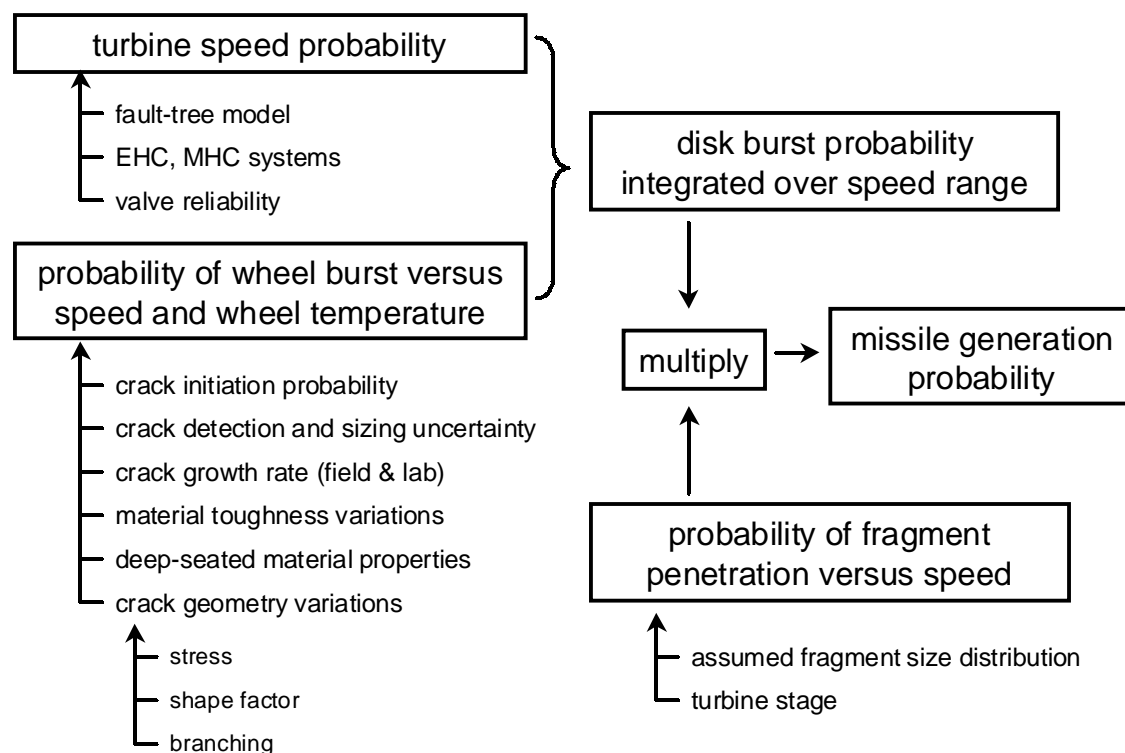 turbine speed probability
fault-tree model
EHC, MHC systems
valve reliability
probability of wheel burst versus
speed and wheel temperature
crack initiation probability
crack detection and sizing uncertainty
crack growth rate (field & lab)
material toughness variations
deep-seated material properties
crack geometry variations
stress
shape factor
branching
disk burst probability
integrated over speed range
multiply
missile generation
probability
probability of fragment
penetration versus speed
assumed fragment size distribution
turbine stage